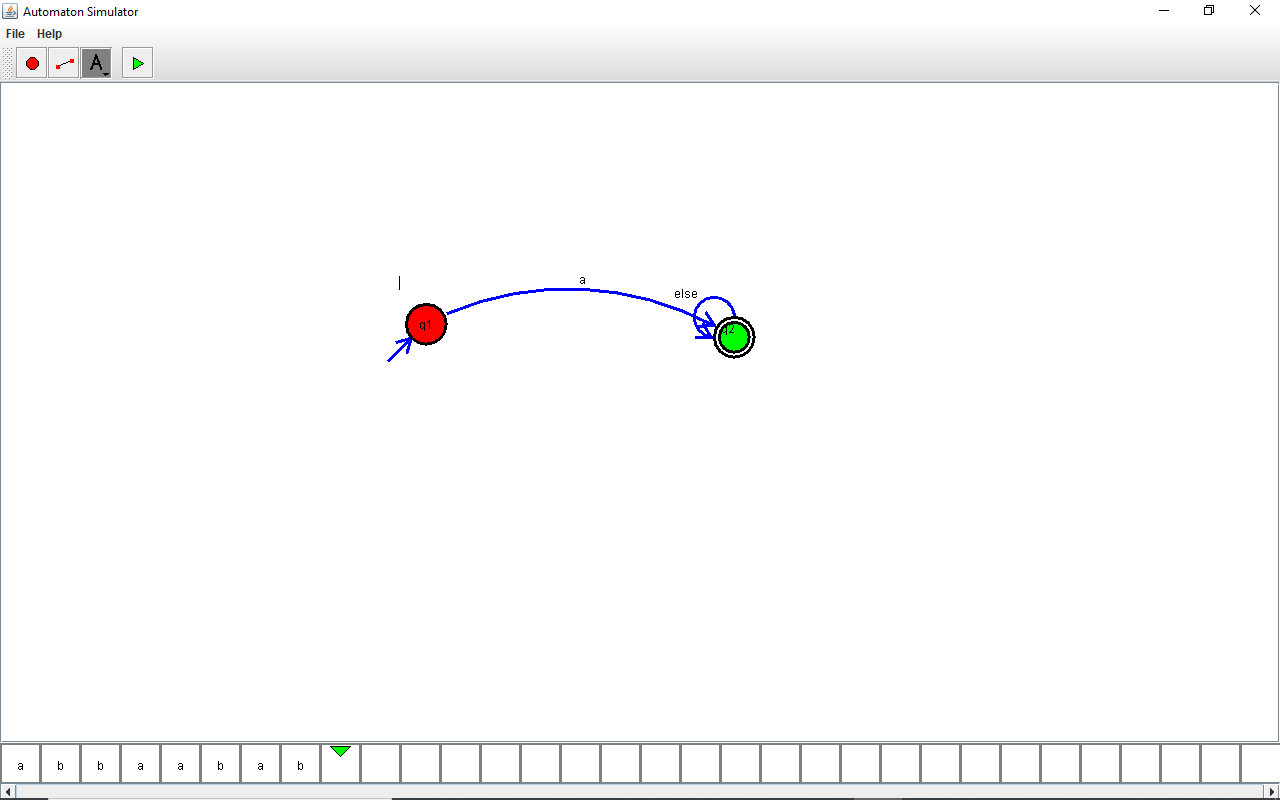 Automaton Simulator
File Help
A
a
else
q1
q2
a b b a a b a b